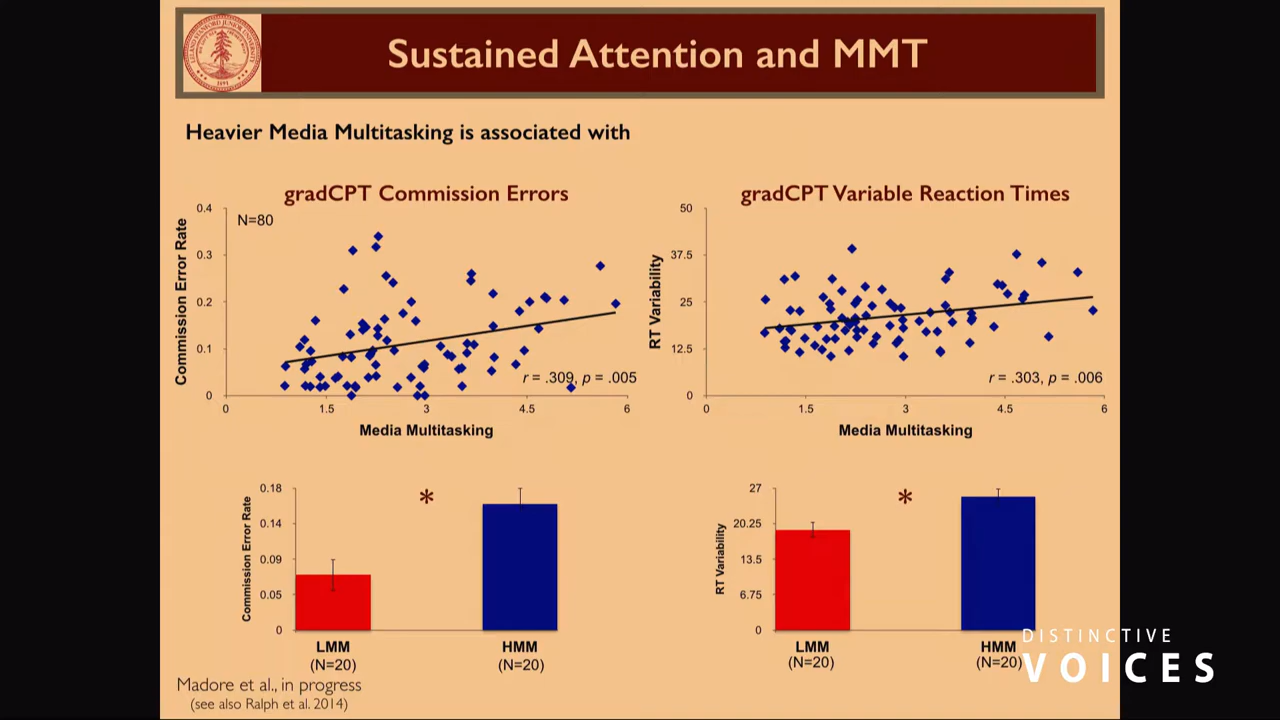 Sustained Attention and MMT
Heavier Media Multitasking is associated with
gradCPT Commission Errors
Commission Error Rate
0.4
0.3
0.2
0.1
0
N=80
r = .309, p = .005
0 1.5 3 4.5 6
Media Multitasking
gradCPT Variable Reaction Times
RT Variability
50
37.5
25
12.5
0
r = .303, p = .006
0 1.5 3 4.5 6
Media Multitasking
Commission Error Rate
0.18
0.14
0.09
0.05
0
*
LMM HMM
(N=20) (N=20)
RT Variability
27
20.25
13.5
6.75
0
*
LMM HMM
(N=20) (N=20)
Madore et al., in progress
(see also Ralph et al. 2014)
DISTINCTIVE
VOICES